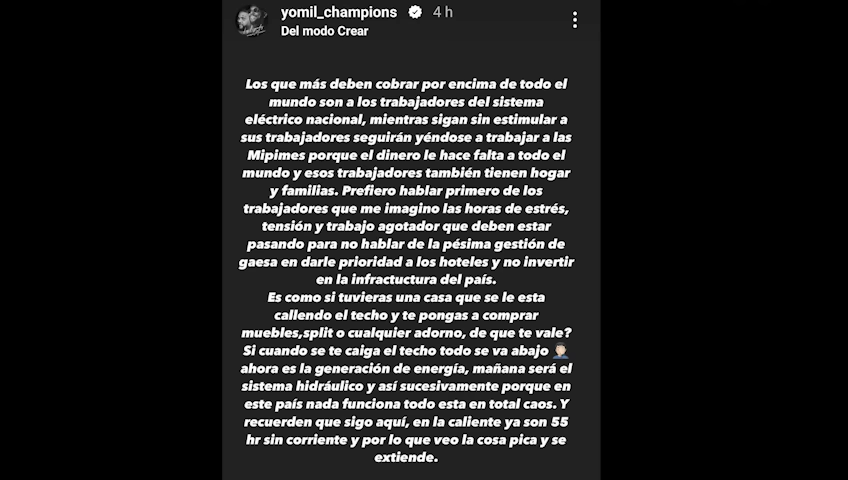 yomil_champions 4 h
Del modo Crear
Los que más deben cobrar por encima de todo el
mundo son a los trabajadores del sistema
eléctrico nacional, mientras sigan sin estimular a
sus trabajadores seguirán yéndose a trabajar a las
Mipimes porque el dinero le hace falta a todo el
mundo y esos trabajadores también tienen hogar
y familias. Prefiero hablar primero de los
trabajadores que me imagino las horas de estrés,
tensión y trabajo agotador que deben estar
pasando para no hablar de la pésima gestión de
gaesa en darle prioridad a los hoteles y no invertir
en la infractuctura del país.
Es como si tuvieras una casa que se le esta
callendo el techo y te pongas a comprar
muebles,split o cualquier adorno, de que te vale?
Si cuando se te caiga el techo todo se va abajo 🤦🏻‍♂️
ahora es la generación de energía, mañana será el
sistema hidráulico y así sucesivamente porque en
este país nada funciona todo esta en total caos. Y
recuerden que sigo aquí, en la caliente ya son 55
hr sin corriente y por lo que veo la cosa pica y se
extiende.